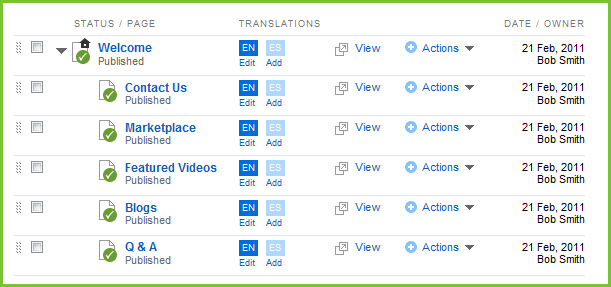 STATUS / PAGE TRANSLATIONS DATE / OWNER
Welcome EN ES View Actions 21 Feb, 2011
Published Edit Add Bob Smith
Contact Us EN ES View Actions 21 Feb, 2011
Published Edit Add Bob Smith
Marketplace EN ES View Actions 21 Feb, 2011
Published Edit Add Bob Smith
Featured Videos EN ES View Actions 21 Feb, 2011
Published Edit Add Bob Smith
Blogs EN ES View Actions 21 Feb, 2011
Published Edit Add Bob Smith
Q & A EN ES View Actions 21 Feb, 2011
Published Edit Add Bob Smith